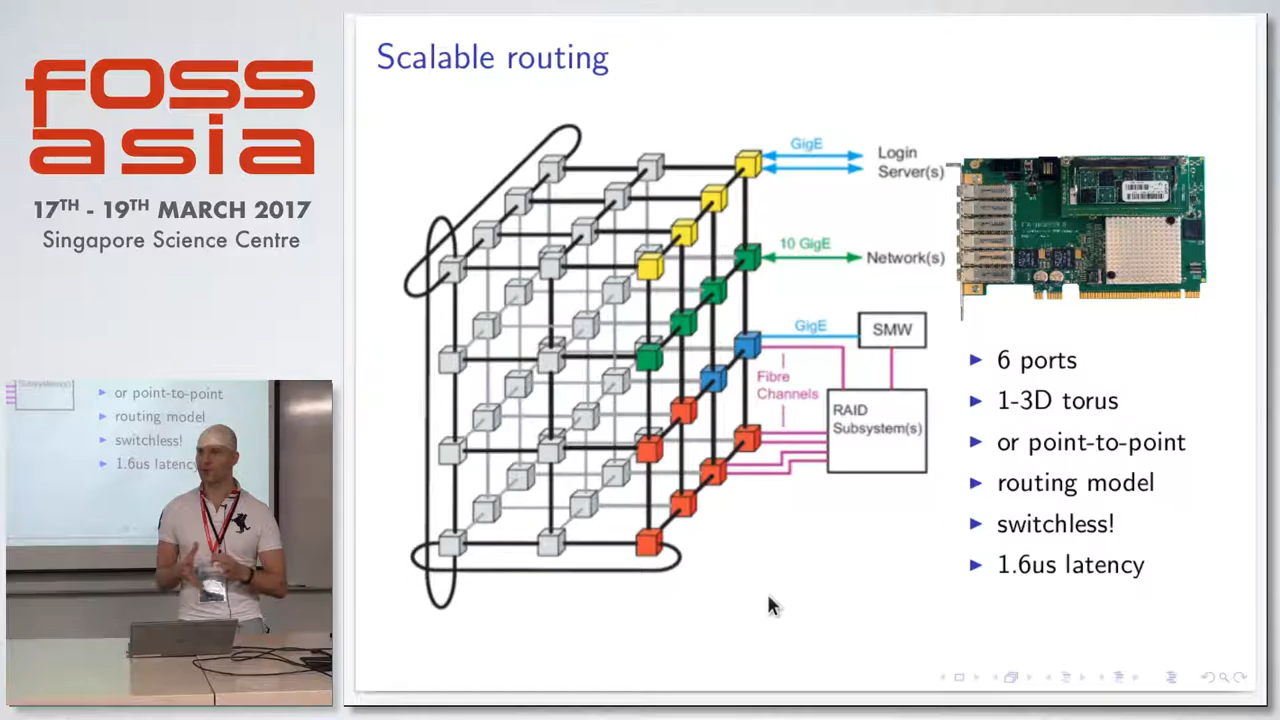 foss
asia
17TH - 19TH MARCH 2017
Singapore Science Centre
Scalable routing
GigE
Login
Server(s)
10 GigE
Network(s)
GigE
SMW
Fibre
Channels
RAID
Subsystem(s)
6 ports
1-3D torus
or point-to-point
routing model
switchless!
1.6us latency
Subsystem(s)
or point-to-point
routing model
switchless!
1.6us latency